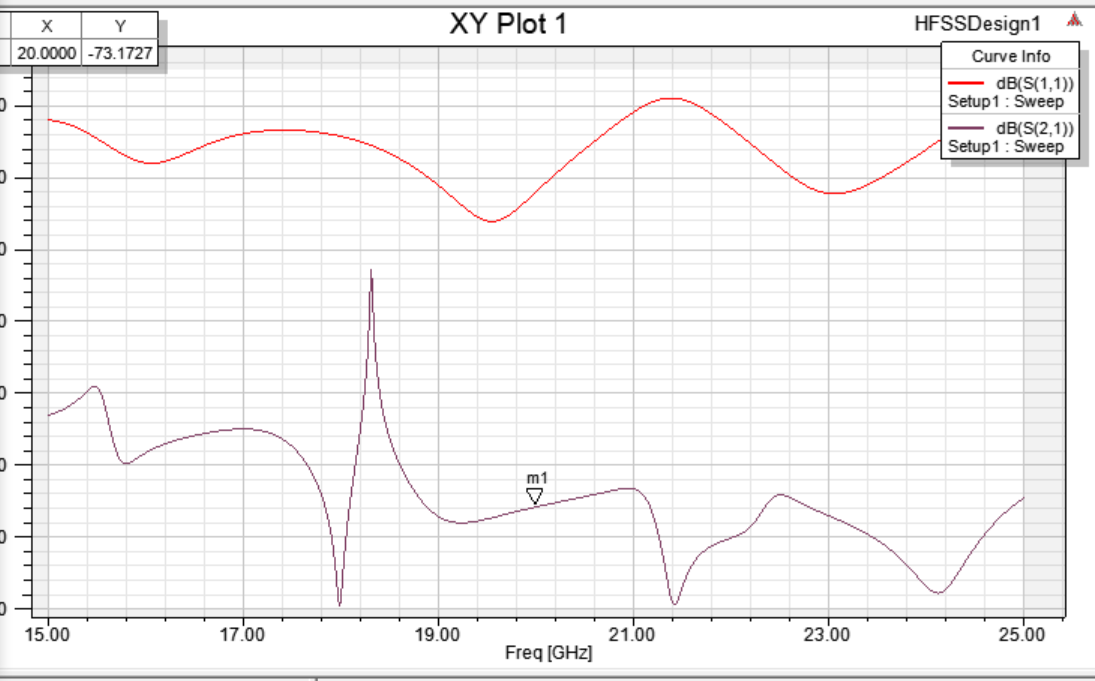 X Y
20.0000 -73.1727
XY Plot 1
HFSSDesign1
Curve Info
dB(S(1,1))
Setup1 : Sweep
dB(S(2,1))
Setup1 : Sweep
m1
15.00 17.00 19.00 21.00 23.00 25.00
Freq [GHz]